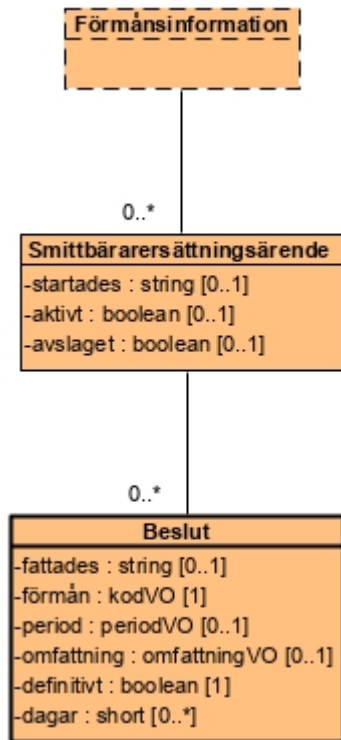 Förmånsinformation
0..*
Smittbärarersättningsärende
-startades : string [0..1]
-aktivt : boolean [0..1]
-avslaget : boolean [0..1]
0..*
Beslut
-fattades : string [0..1]
-förmån : kodVO [1]
-period : periodVO [0..1]
-omfattning : omfattningVO [0..1]
-definitivt : boolean [1]
-dagar : short [0..*]